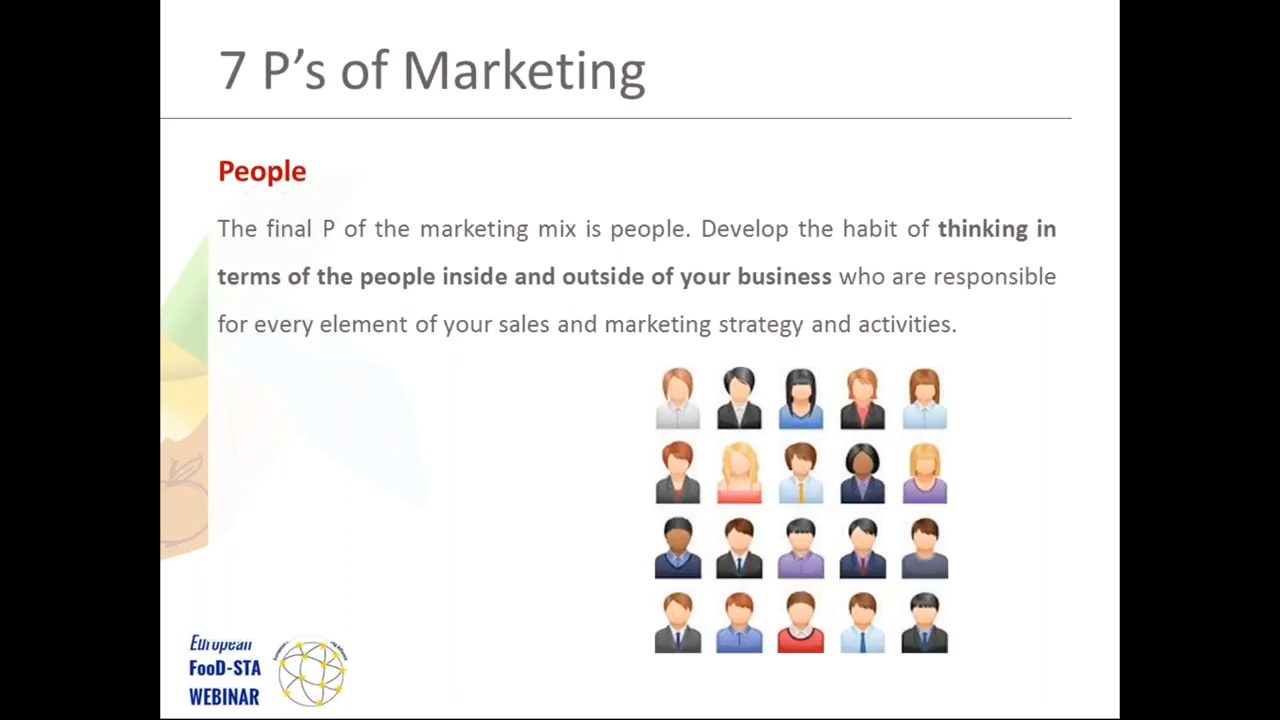 7 P’s of Marketing
People
The final P of the marketing mix is people. Develop the habit of thinking in
terms of the people inside and outside of your business who are responsible
for every element of your sales and marketing strategy and activities.
European
FooD-STA
WEBINAR